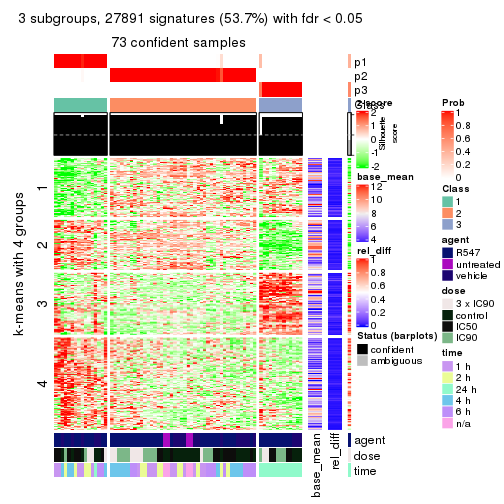 3 subgroups, 27891 signatures (53.7%) with fdr < 0.05
73 confident samples
p1
p2
p3
Class
Silhouette
score
k-means with 4 groups
1
2
3
4
agent
dose
time
base_mean
rel_diff
Z-score
2
1
0
-1
-2
base_mean
12
10
8
6
4
rel_diff
1
0.8
0.6
0.4
0.2
0
Status (barplots)
confident
ambiguous
Prob
1
0.8
0.6
0.4
0.2
0
Class
1
2
3
agent
R547
untreated
vehicle
dose
3 x IC90
control
IC50
IC90
time
1 h
2 h
24 h
4 h
6 h
n/a